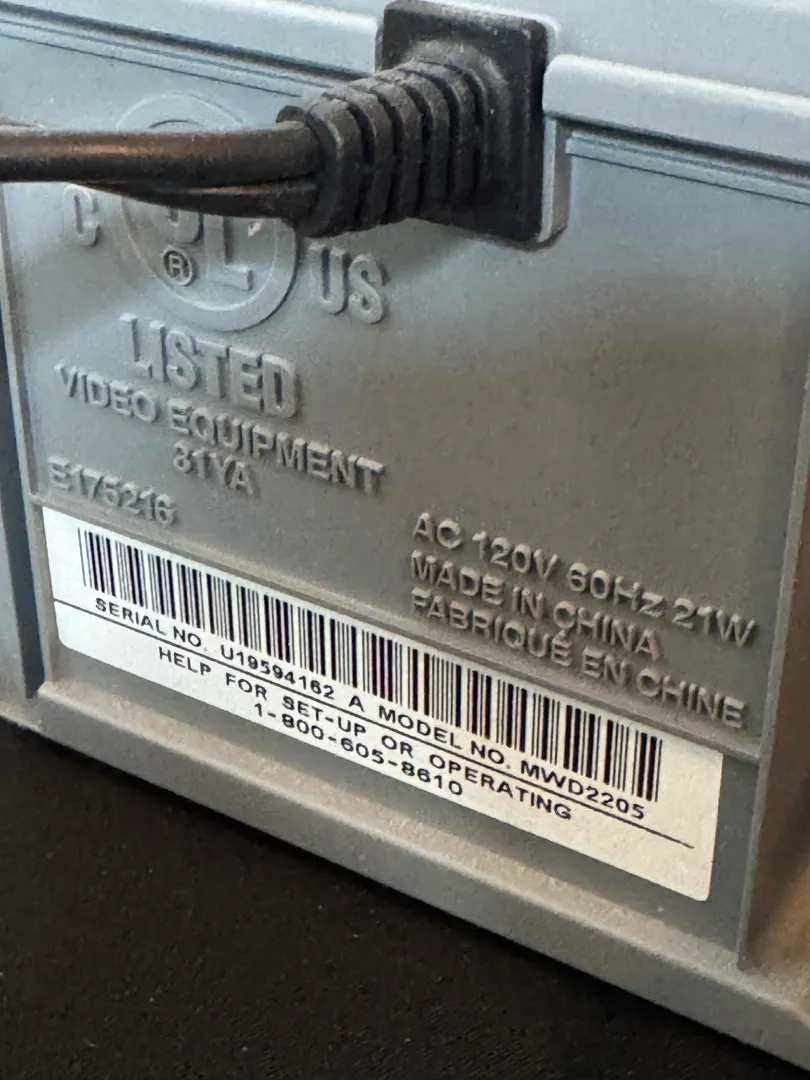 C UL US
®
LISTED
VIDEO EQUIPMENT
81YA
E175216
AC 120V 60Hz 21W
MADE IN CHINA
FABRIQUÉ EN CHINE
SERIAL NO. U19594162 A MODEL NO. MWD2205
HELP FOR SET-UP OR OPERATING
1-800-605-8610